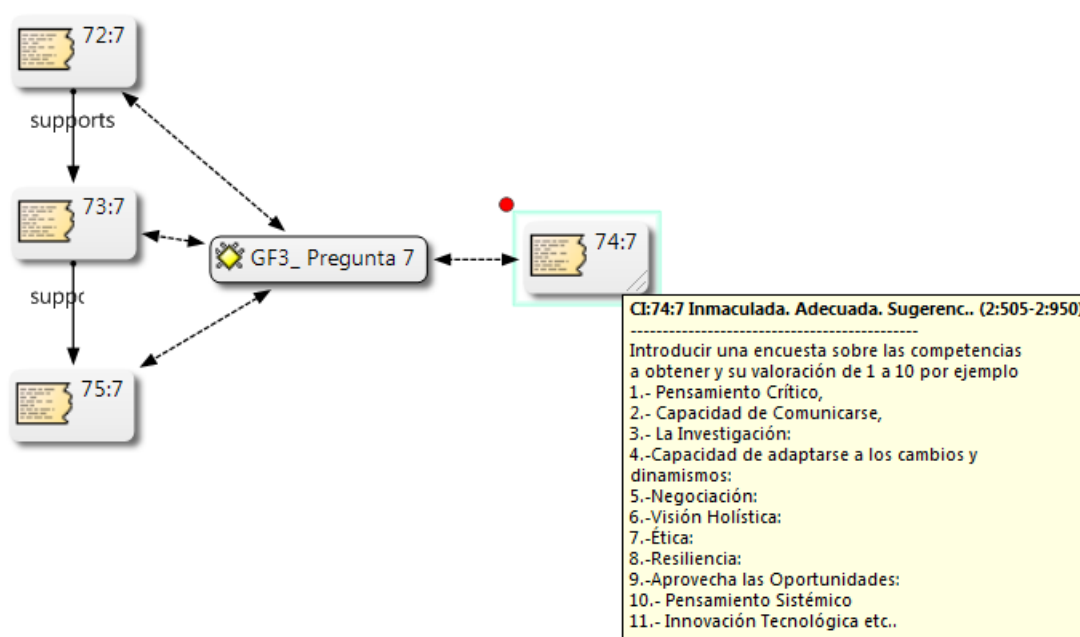 72:7
supports
73:7
suppc
75:7
GF3_ Pregunta 7
74:7
CI:74:7 Inmaculada. Adecuada. Sugerenc.. (2:505-2:950)
----------------------------------------------
Introducir una encuesta sobre las competencias
a obtener y su valoración de 1 a 10 por ejemplo
1.- Pensamiento Crítico,
2.- Capacidad de Comunicarse,
3.- La Investigación:
4.-Capacidad de adaptarse a los cambios y
dinamismos:
5.-Negociación:
6.-Visión Holística:
7.-Ética:
8.-Resiliencia:
9.-Aprovecha las Oportunidades:
10.- Pensamiento Sistémico
11.- Innovación Tecnológica etc..